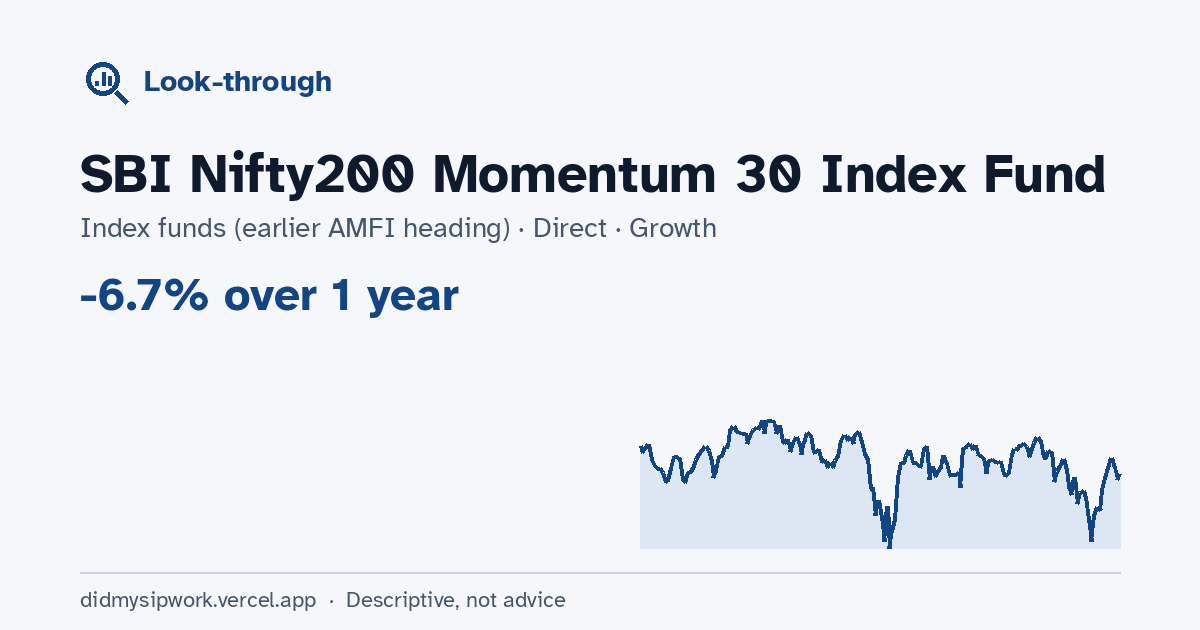 Look-through
SBI Nifty200 Momentum 30 Index Fund
Index funds (earlier AMFI heading) · Direct · Growth
-6.7% over 1 year
didmysipwork.vercel.app · Descriptive, not advice